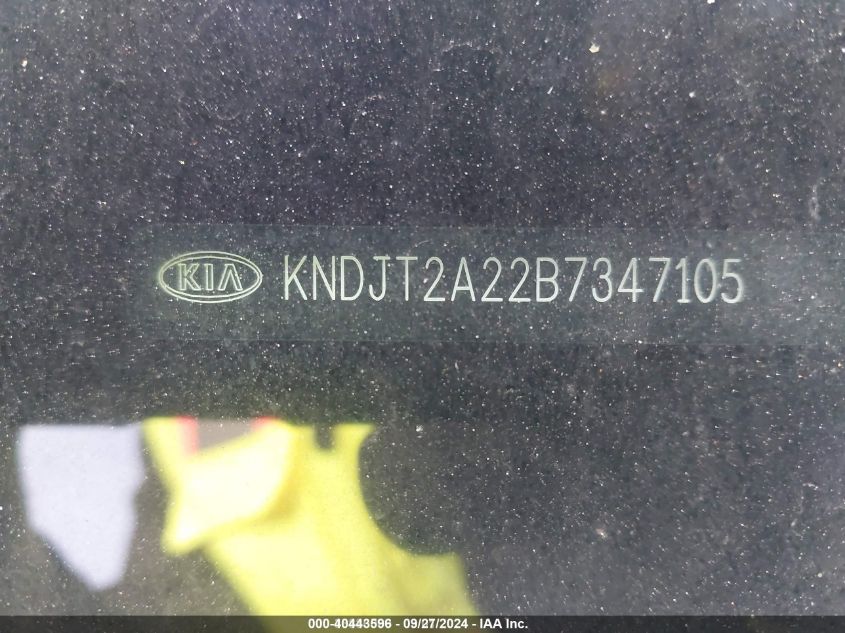 KIA KNDJT2A22B7347105
000-40443596 - 09/27/2024 - IAA Inc.